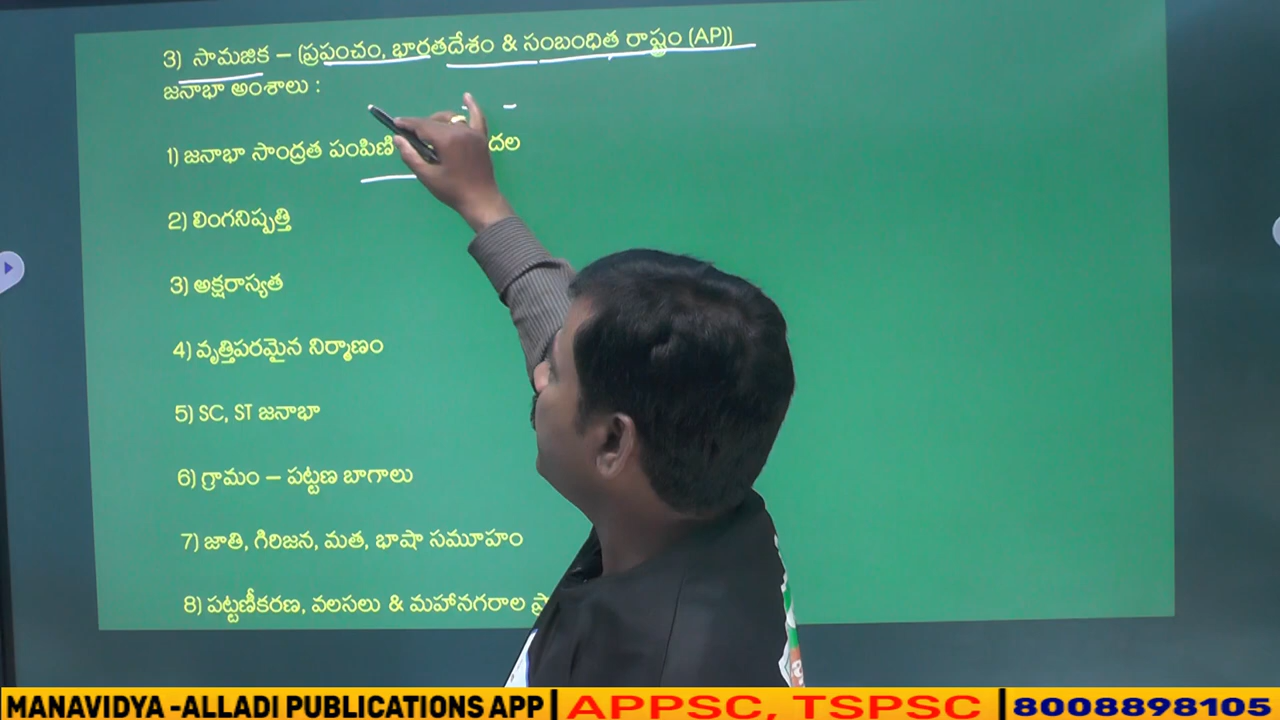 3) సామజిక – (ప్రపంచం, భారతదేశం & సంబంధిత రాష్ట్రం (AP))
జనాభా అంశాలు :
1) జనాభా సాంద్రత పంపిణి
2) లింగనిష్పత్తి
3) అక్షరాస్యత
4) వృత్తిపరమైన నిర్మాణం
5) SC, ST జనాభా
6) గ్రామం – పట్టణ బాగాలు
7) జాతి, గిరిజన, మత, భాషా సమూహం
8) పట్టణీకరణ, వలసలు & మహానగరాల
MANAVIDYA -ALLADI PUBLICATIONS APP | APPSC, TSPSC | 8008898105